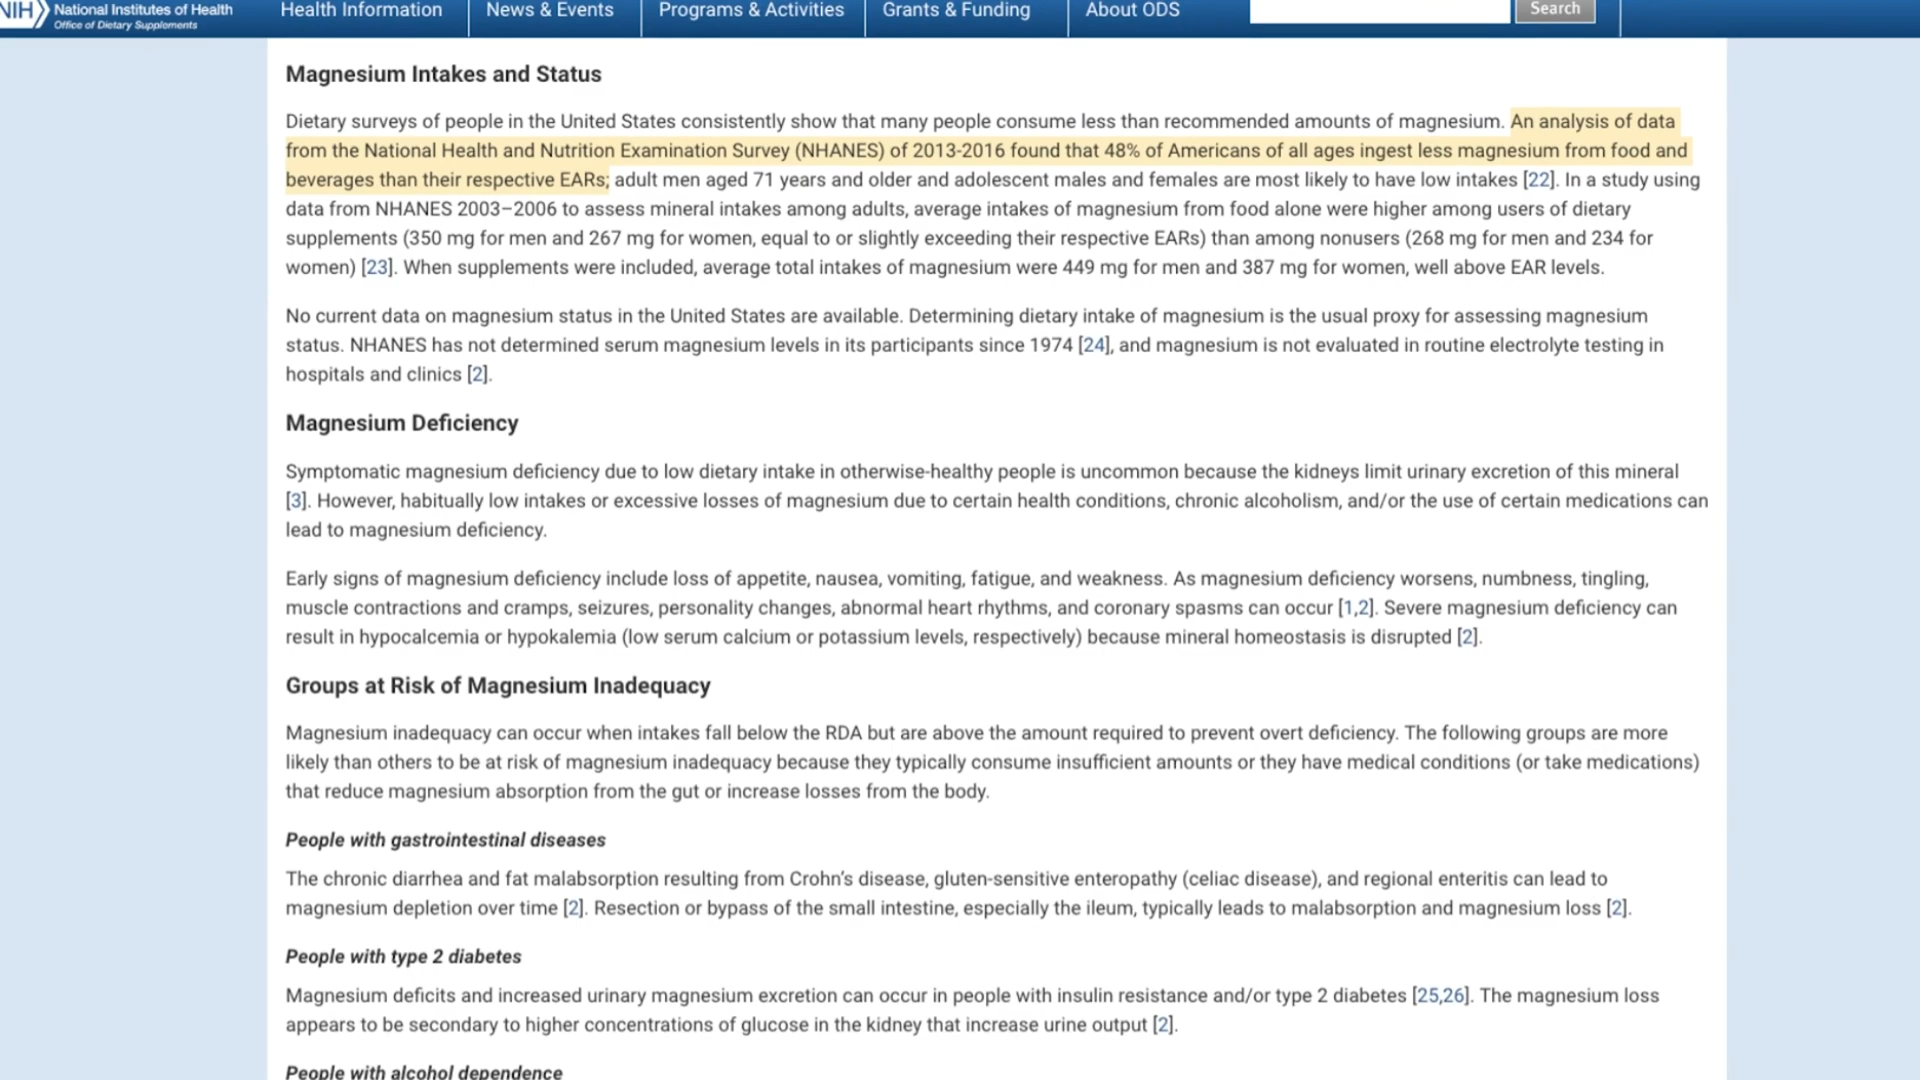 NIH National Institutes of Health
Office of Dietary Supplements
Health Information
News & Events
Programs & Activities
Grants & Funding
About ODS
Search
Magnesium Intakes and Status
Dietary surveys of people in the United States consistently show that many people consume less than recommended amounts of magnesium. An analysis of data
from the National Health and Nutrition Examination Survey (NHANES) of 2013-2016 found that 48% of Americans of all ages ingest less magnesium from food and
beverages than their respective EARs; adult men aged 71 years and older and adolescent males and females are most likely to have low intakes [22]. In a study using
data from NHANES 2003–2006 to assess mineral intakes among adults, average intakes of magnesium from food alone were higher among users of dietary
supplements (350 mg for men and 267 mg for women, equal to or slightly exceeding their respective EARs) than among nonusers (268 mg for men and 234 for
women) [23]. When supplements were included, average total intakes of magnesium were 449 mg for men and 387 mg for women, well above EAR levels.
No current data on magnesium status in the United States are available. Determining dietary intake of magnesium is the usual proxy for assessing magnesium
status. NHANES has not determined serum magnesium levels in its participants since 1974 [24], and magnesium is not evaluated in routine electrolyte testing in
hospitals and clinics [2].
Magnesium Deficiency
Symptomatic magnesium deficiency due to low dietary intake in otherwise-healthy people is uncommon because the kidneys limit urinary excretion of this mineral
[3]. However, habitually low intakes or excessive losses of magnesium due to certain health conditions, chronic alcoholism, and/or the use of certain medications can
lead to magnesium deficiency.
Early signs of magnesium deficiency include loss of appetite, nausea, vomiting, fatigue, and weakness. As magnesium deficiency worsens, numbness, tingling,
muscle contractions and cramps, seizures, personality changes, abnormal heart rhythms, and coronary spasms can occur [1,2]. Severe magnesium deficiency can
result in hypocalcemia or hypokalemia (low serum calcium or potassium levels, respectively) because mineral homeostasis is disrupted [2].
Groups at Risk of Magnesium Inadequacy
Magnesium inadequacy can occur when intakes fall below the RDA but are above the amount required to prevent overt deficiency. The following groups are more
likely than others to be at risk of magnesium inadequacy because they typically consume insufficient amounts or they have medical conditions (or take medications)
that reduce magnesium absorption from the gut or increase losses from the body.
People with gastrointestinal diseases
The chronic diarrhea and fat malabsorption resulting from Crohn’s disease, gluten-sensitive enteropathy (celiac disease), and regional enteritis can lead to
magnesium depletion over time [2]. Resection or bypass of the small intestine, especially the ileum, typically leads to malabsorption and magnesium loss [2].
People with type 2 diabetes
Magnesium deficits and increased urinary magnesium excretion can occur in people with insulin resistance and/or type 2 diabetes [25,26]. The magnesium loss
appears to be secondary to higher concentrations of glucose in the kidney that increase urine output [2].
People with alcohol dependence